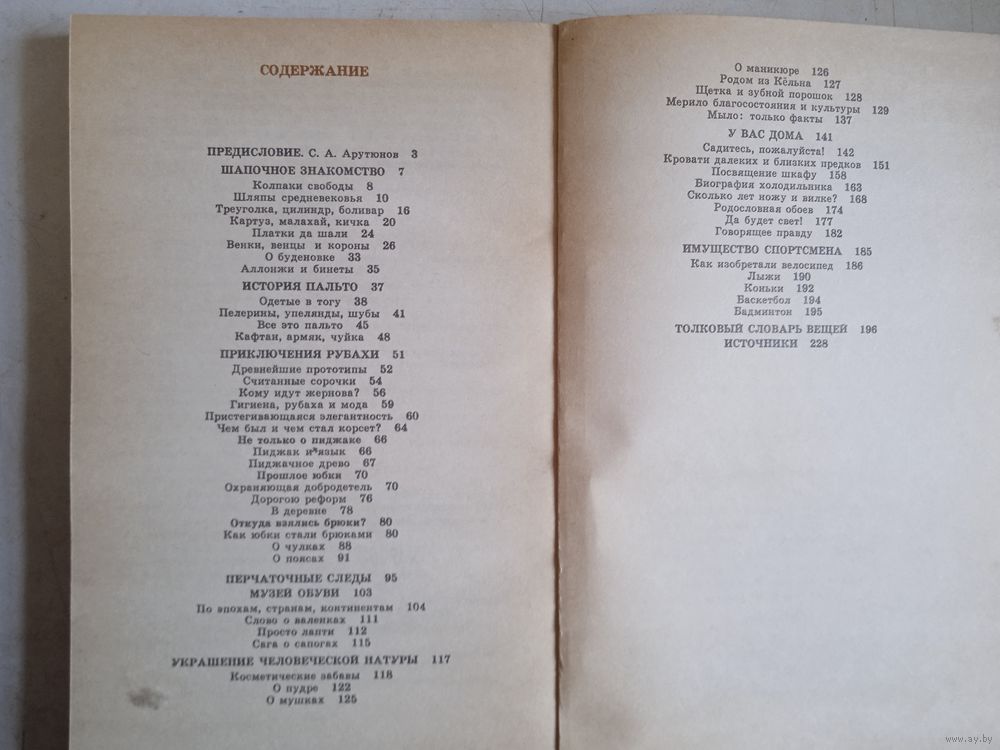 СОДЕРЖАНИЕ
ПРЕДИСЛОВИЕ. С. А. Арутюнов 3
ШАПОЧНОЕ ЗНАКОМСТВО 7
Колпаки свободы 8
Шляпы средневековья 10
Треуголка, цилиндр, боливар 16
Картуз, малахай, кичка 20
Платки да шали 24
Венки, венцы и короны 26
О буденовке 33
Аллонжи и бинеты 35
ИСТОРИЯ ПАЛЬТО 37
Одетые в тогу 38
Пелерины, упелянды, шубы 41
Все это пальто 45
Кафтан, армяк, чуйка 48
ПРИКЛЮЧЕНИЯ РУБАХИ 51
Древнейшие прототипы 52
Считанные сорочки 54
Кому идут жернова? 56
Гигиена, рубаха и мода 59
Пристегивающаяся элегантность 60
Чем был и чем стал корсет? 64
Не только о пиджаке 66
Пиджак и язык 66
Пиджачное древо 67
Прошлое юбки 70
Охраняющая добродетель 70
Дорогою реформ 76
В деревне 78
Откуда взялись брюки? 80
Как юбки стали брюками 80
О чулках 88
О поясах 91
ПЕРЧАТОЧНЫЕ СЛЕДЫ 95
МУЗЕЙ ОБУВИ 103
По эпохам, странам, континентам 104
Слово о валенках 111
Просто лапти 112
Сага о сапогах 115
УКРАШЕНИЕ ЧЕЛОВЕЧЕСКОЙ НАТУРЫ 117
Косметические забавы 118
О пудре 122
О мушках 125
О маникюре 126
Родом из Кёльна 127
Щетка и зубной порошок 128
Мерило благосостояния и культуры 129
Мыло: только факты 137
У ВАС ДОМА 141
Садитесь, пожалуйста! 142
Кровати далеких и близких предков 151
Посвящение шкафу 158
Биография холодильника 163
Сколько лет ножу и вилке? 168
Родословная обоев 174
Да будет свет! 177
Говорящее правду 182
ИМУЩЕСТВО СПОРТСМЕНА 185
Как изобретали велосипед 186
Лыжи 190
Коньки 192
Баскетбол 194
Бадминтон 195
ТОЛКОВЫЙ СЛОВАРЬ ВЕЩЕЙ 196
ИСТОЧНИКИ 228
www.ay.by